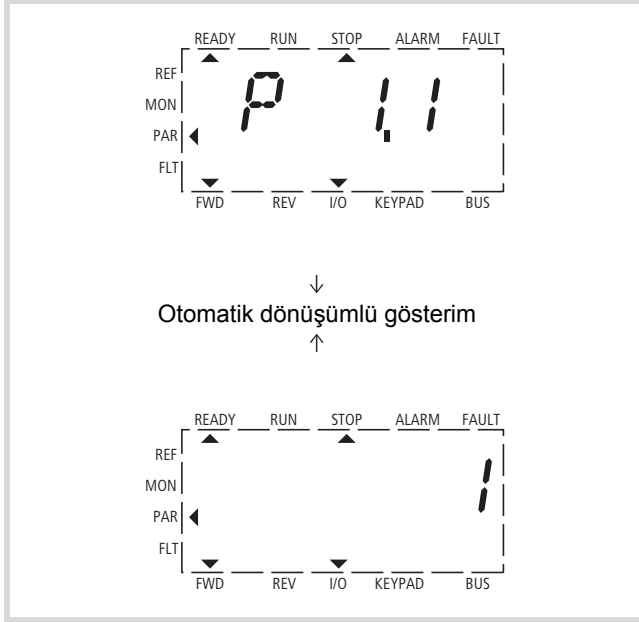 READY RUN STOP ALARM FAULT
REF
MON
PAR
FLT
P 1.1
FWD REV I/O KEYPAD BUS
↓
Otomatik dönüşümlü gösterim
↑
READY RUN STOP ALARM FAULT
REF
MON
PAR
FLT
1
FWD REV I/O KEYPAD BUS